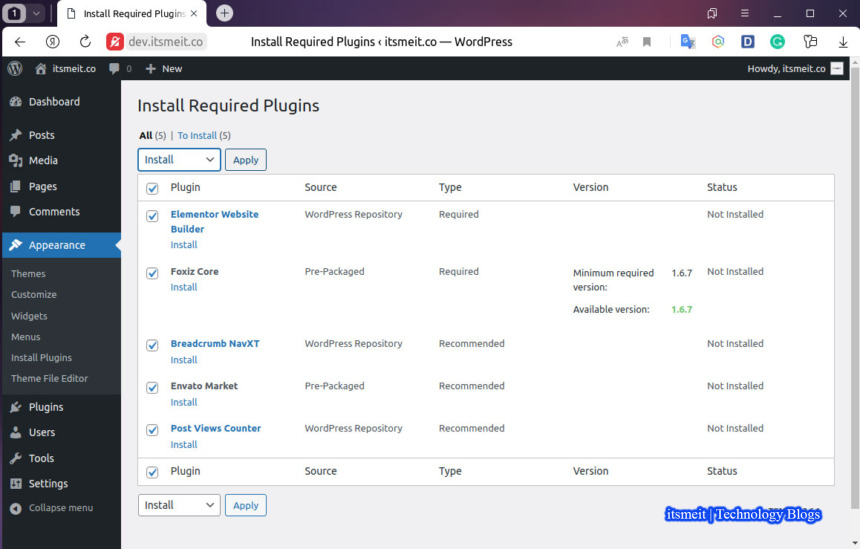 1
Install Required Plugins
dev.itsmeit.co
Install Required Plugins ‹ itsmeit.co — WordPress
itsmeit.co
0
New
Howdy, itsmeit.co
Dashboard
Posts
Media
Pages
Comments
Appearance
Themes
Customize
Widgets
Menus
Install Plugins
Theme File Editor
Plugins
Users
Tools
Settings
Collapse menu
Install Required Plugins
All (5) | To Install (5)
Install
Apply
Plugin Source Type Version Status
Elementor Website WordPress Repository Required Not Installed
Builder
Install
Foxiz Core Pre-Packaged Required Minimum required 1.6.7 Not Installed
version:
Install
Available version: 1.6.7
Breadcrumb NavXT WordPress Repository Recommended Not Installed
Install
Envato Market Pre-Packaged Recommended Not Installed
Install
Post Views Counter WordPress Repository Recommended Not Installed
Install
Plugin Source Type Version Status
Install
Apply
itsmeit | Technology Blogs